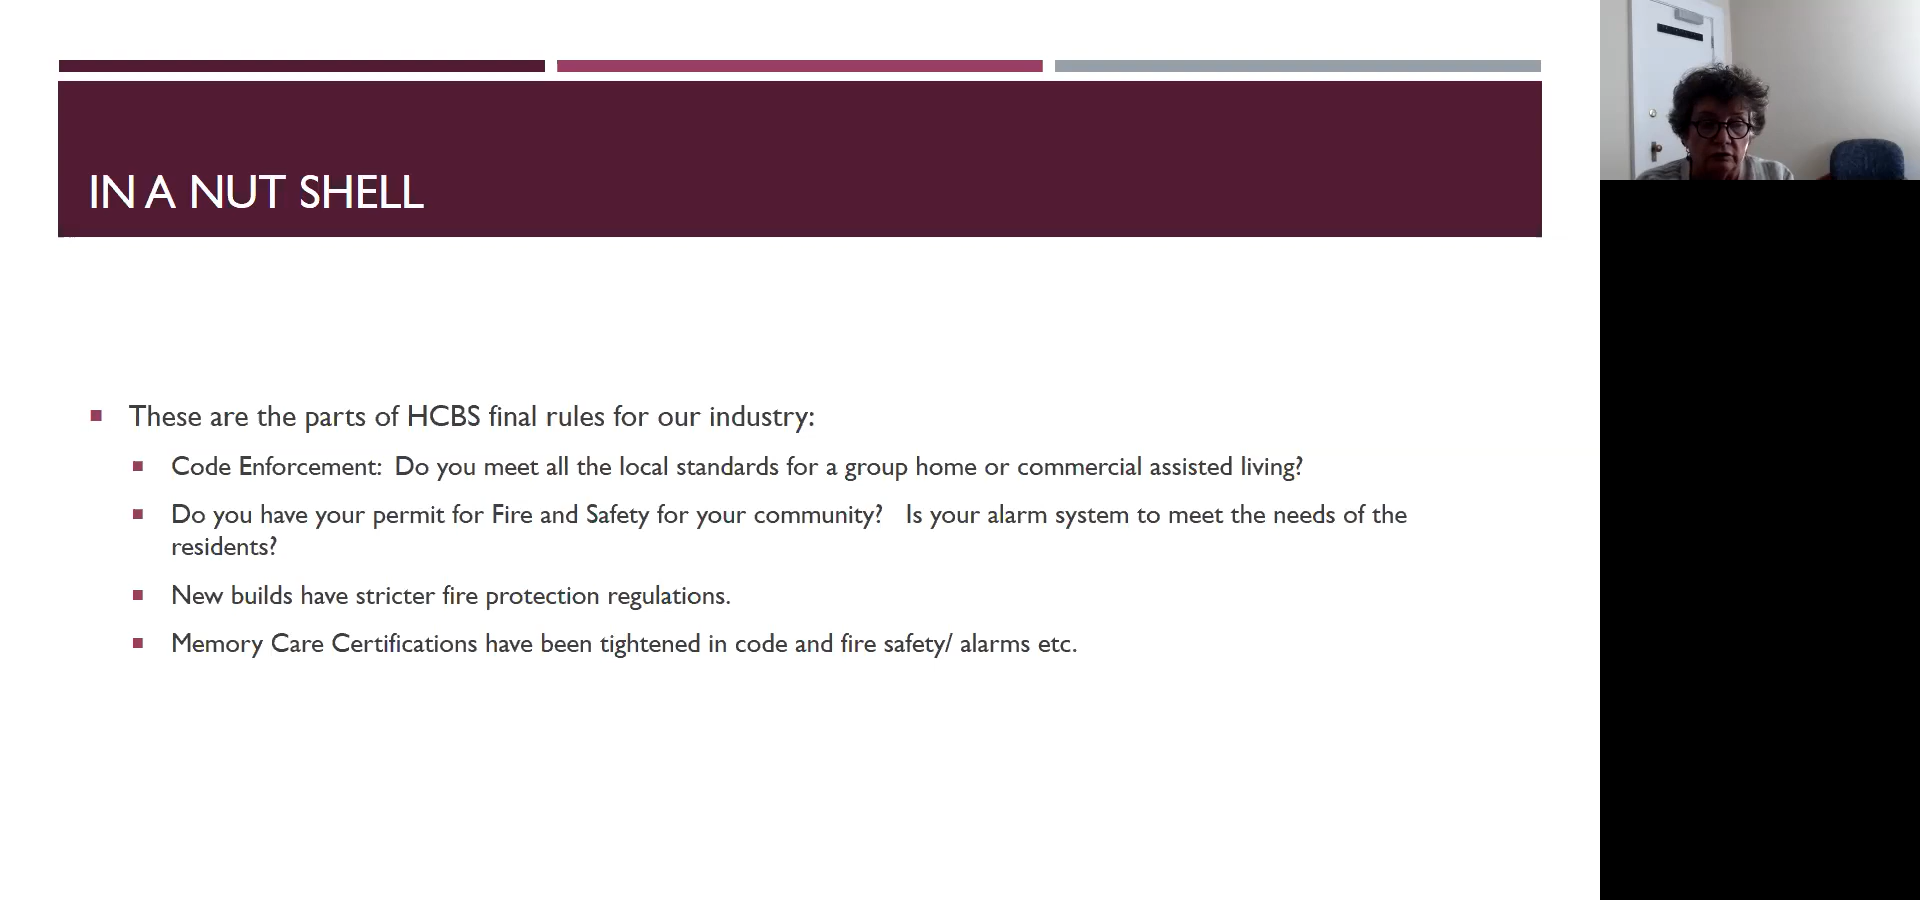 IN A NUT SHELL
These are the parts of HCBS final rules for our industry:
Code Enforcement:  Do you meet all the local standards for a group home or commercial assisted living?
Do you have your permit for Fire and Safety for your community?   Is your alarm system to meet the needs of the
residents?
New builds have stricter fire protection regulations.
Memory Care Certifications have been tightened in code and fire safety/ alarms etc.